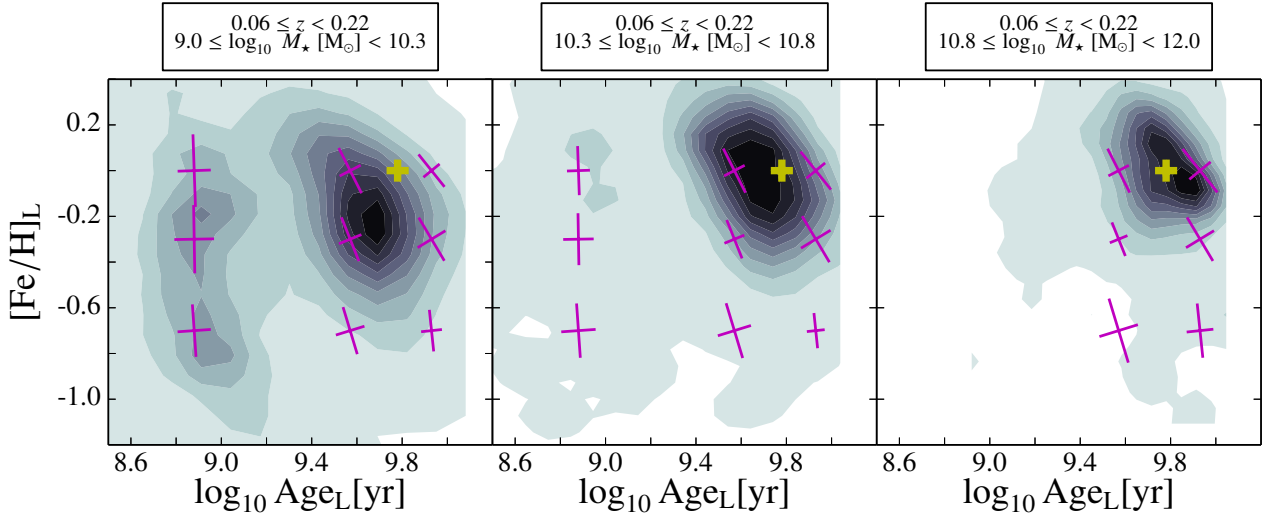 0.06 ≤ z < 0.22
9.0 ≤ log₁₀ M⋆ [M⊙] < 10.3
0.06 ≤ z < 0.22
10.3 ≤ log₁₀ M⋆ [M⊙] < 10.8
0.06 ≤ z < 0.22
10.8 ≤ log₁₀ M⋆ [M⊙] < 12.0
[Fe/H]L
0.2
-0.2
-0.6
-1.0
8.6 9.0 9.4 9.8
8.6 9.0 9.4 9.8
8.6 9.0 9.4 9.8
log₁₀ AgeL[yr]
log₁₀ AgeL[yr]
log₁₀ AgeL[yr]